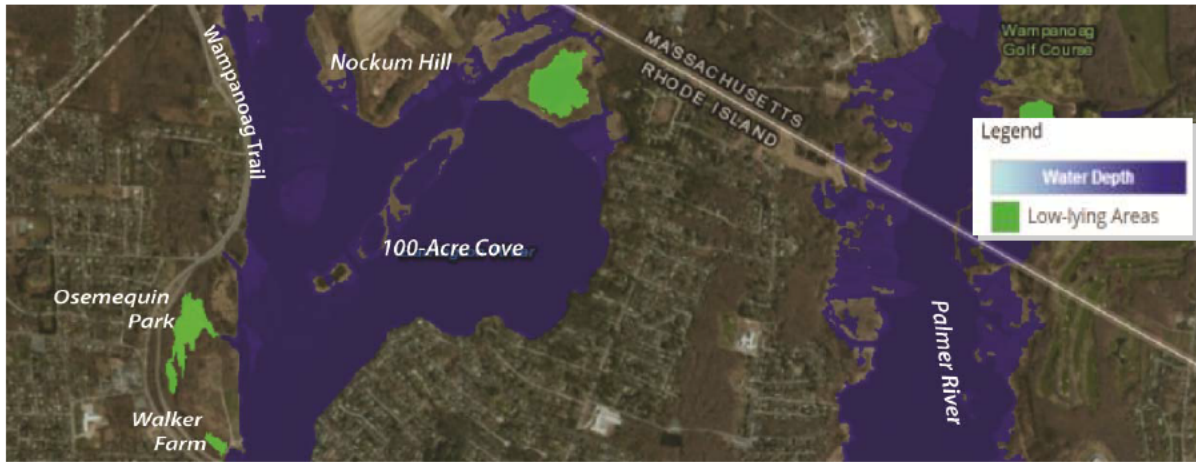 Wampanoag Trail
Nockum Hill
MASSACHUSETTS
RHODE ISLAND
Wampanoag
Golf Course
Legend
Water Depth
Low-lying Areas
100-Acre Cove
Osemequin
Park
Palmer River
Walker
Farm